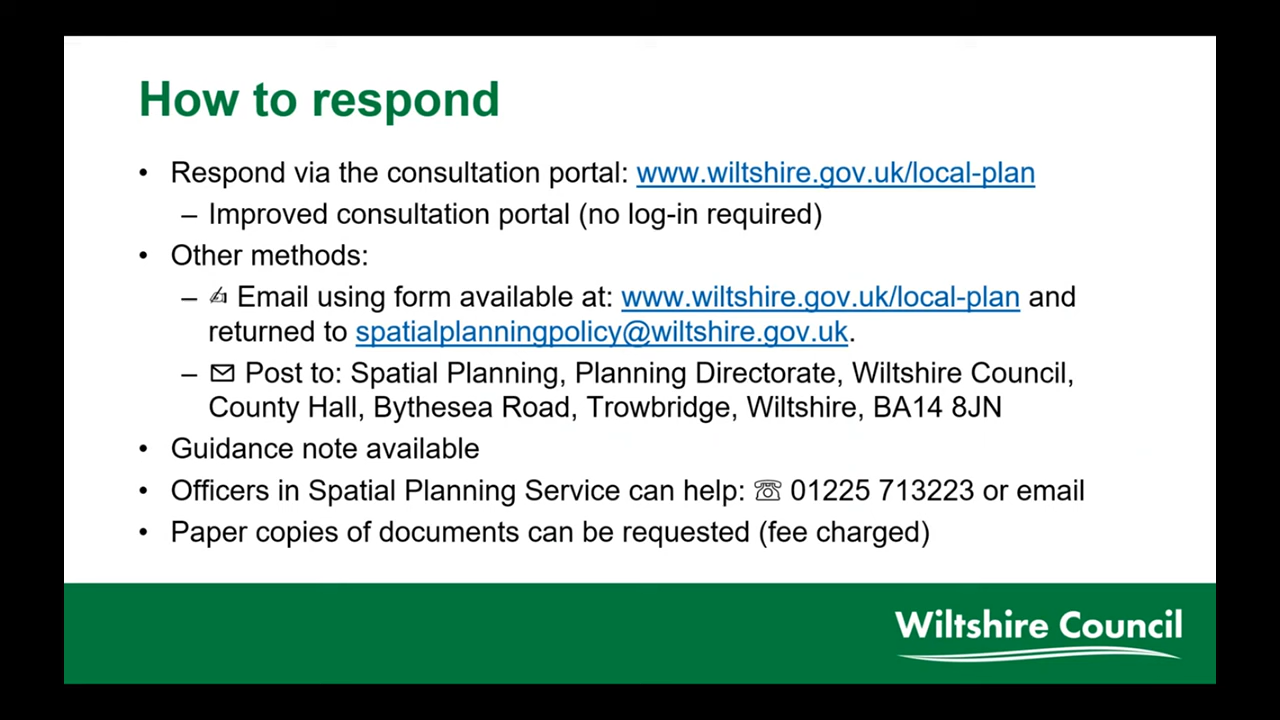 How to respond
• Respond via the consultation portal: www.wiltshire.gov.uk/local-plan
– Improved consultation portal (no log-in required)
• Other methods:
– ✍ Email using form available at: www.wiltshire.gov.uk/local-plan and
returned to spatialplanningpolicy@wiltshire.gov.uk.
– ✉ Post to: Spatial Planning, Planning Directorate, Wiltshire Council,
County Hall, Bythesea Road, Trowbridge, Wiltshire, BA14 8JN
• Guidance note available
• Officers in Spatial Planning Service can help: ☏ 01225 713223 or email
• Paper copies of documents can be requested (fee charged)
Wiltshire Council